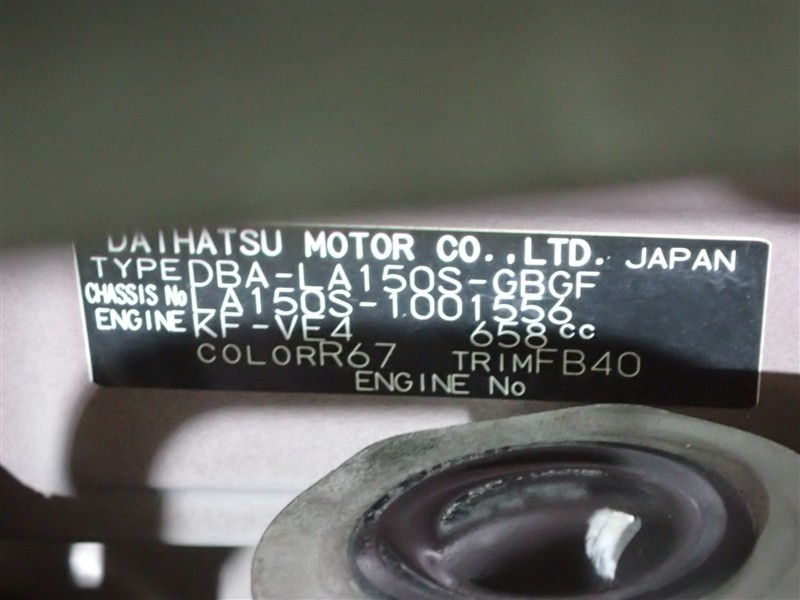 DAIHATSU MOTOR CO.,LTD. JAPAN
TYPE DBA-LA150S-GBGF
CHASSIS No LA150S-1001556
ENGINE KF-VE4 658cc
COLOR R67 TRIM FB40
ENGINE No